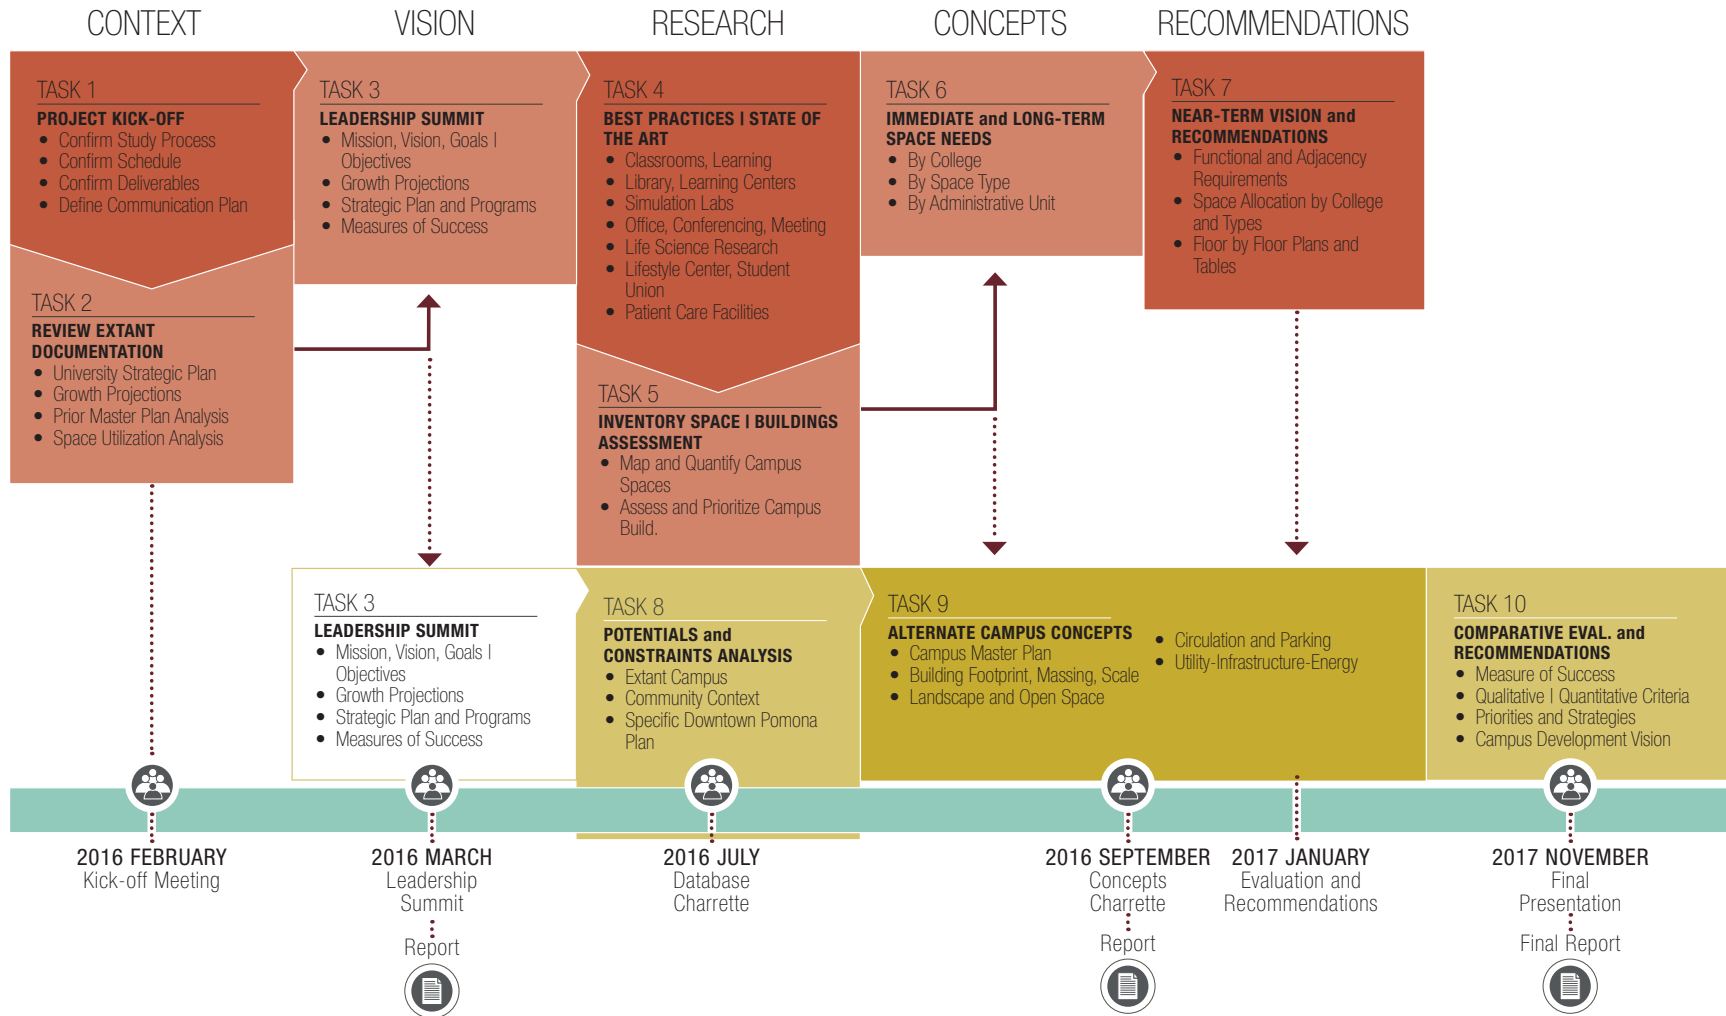 CONTEXT
VISION
RESEARCH
CONCEPTS
RECOMMENDATIONS
TASK 1
PROJECT KICK-OFF
• Confirm Study Process
• Confirm Schedule
• Confirm Deliverables
• Define Communication Plan
TASK 2
REVIEW EXTANT
DOCUMENTATION
• University Strategic Plan
• Growth Projections
• Prior Master Plan Analysis
• Space Utilization Analysis
TASK 3
LEADERSHIP SUMMIT
• Mission, Vision, Goals |
Objectives
• Growth Projections
• Strategic Plan and Programs
• Measures of Success
TASK 4
BEST PRACTICES | STATE OF
THE ART
• Classrooms, Learning
• Library, Learning Centers
• Simulation Labs
• Office, Conferencing, Meeting
• Life Science Research
• Lifestyle Center, Student
Union
• Patient Care Facilities
TASK 5
INVENTORY SPACE | BUILDINGS
ASSESSMENT
• Map and Quantify Campus
Spaces
• Assess and Prioritize Campus
Build.
TASK 6
IMMEDIATE and LONG-TERM
SPACE NEEDS
• By College
• By Space Type
• By Administrative Unit
TASK 7
NEAR-TERM VISION and
RECOMMENDATIONS
• Functional and Adjacency
Requirements
• Space Allocation by College
and Types
• Floor by Floor Plans and
Tables
TASK 3
LEADERSHIP SUMMIT
• Mission, Vision, Goals |
Objectives
• Growth Projections
• Strategic Plan and Programs
• Measures of Success
TASK 8
POTENTIALS and
CONSTRAINTS ANALYSIS
• Extant Campus
• Community Context
• Specific Downtown Pomona
Plan
TASK 9
ALTERNATE CAMPUS CONCEPTS
• Campus Master Plan
• Building Footprint, Massing, Scale
• Landscape and Open Space
• Circulation and Parking
• Utility-Infrastructure-Energy
TASK 10
COMPARATIVE EVAL. and
RECOMMENDATIONS
• Measure of Success
• Qualitative | Quantitative Criteria
• Priorities and Strategies
• Campus Development Vision
2016 FEBRUARY
Kick-off Meeting
2016 MARCH
Leadership
Summit
Report
2016 JULY
Database
Charrette
2016 SEPTEMBER
Concepts
Charrette
Report
2017 JANUARY
Evaluation and
Recommendations
2017 NOVEMBER
Final
Presentation
Final Report